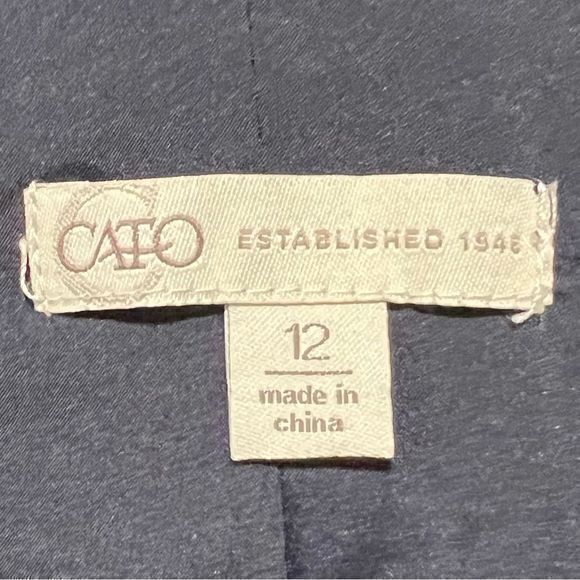 CATO ESTABLISHED 1946
12
made in
china